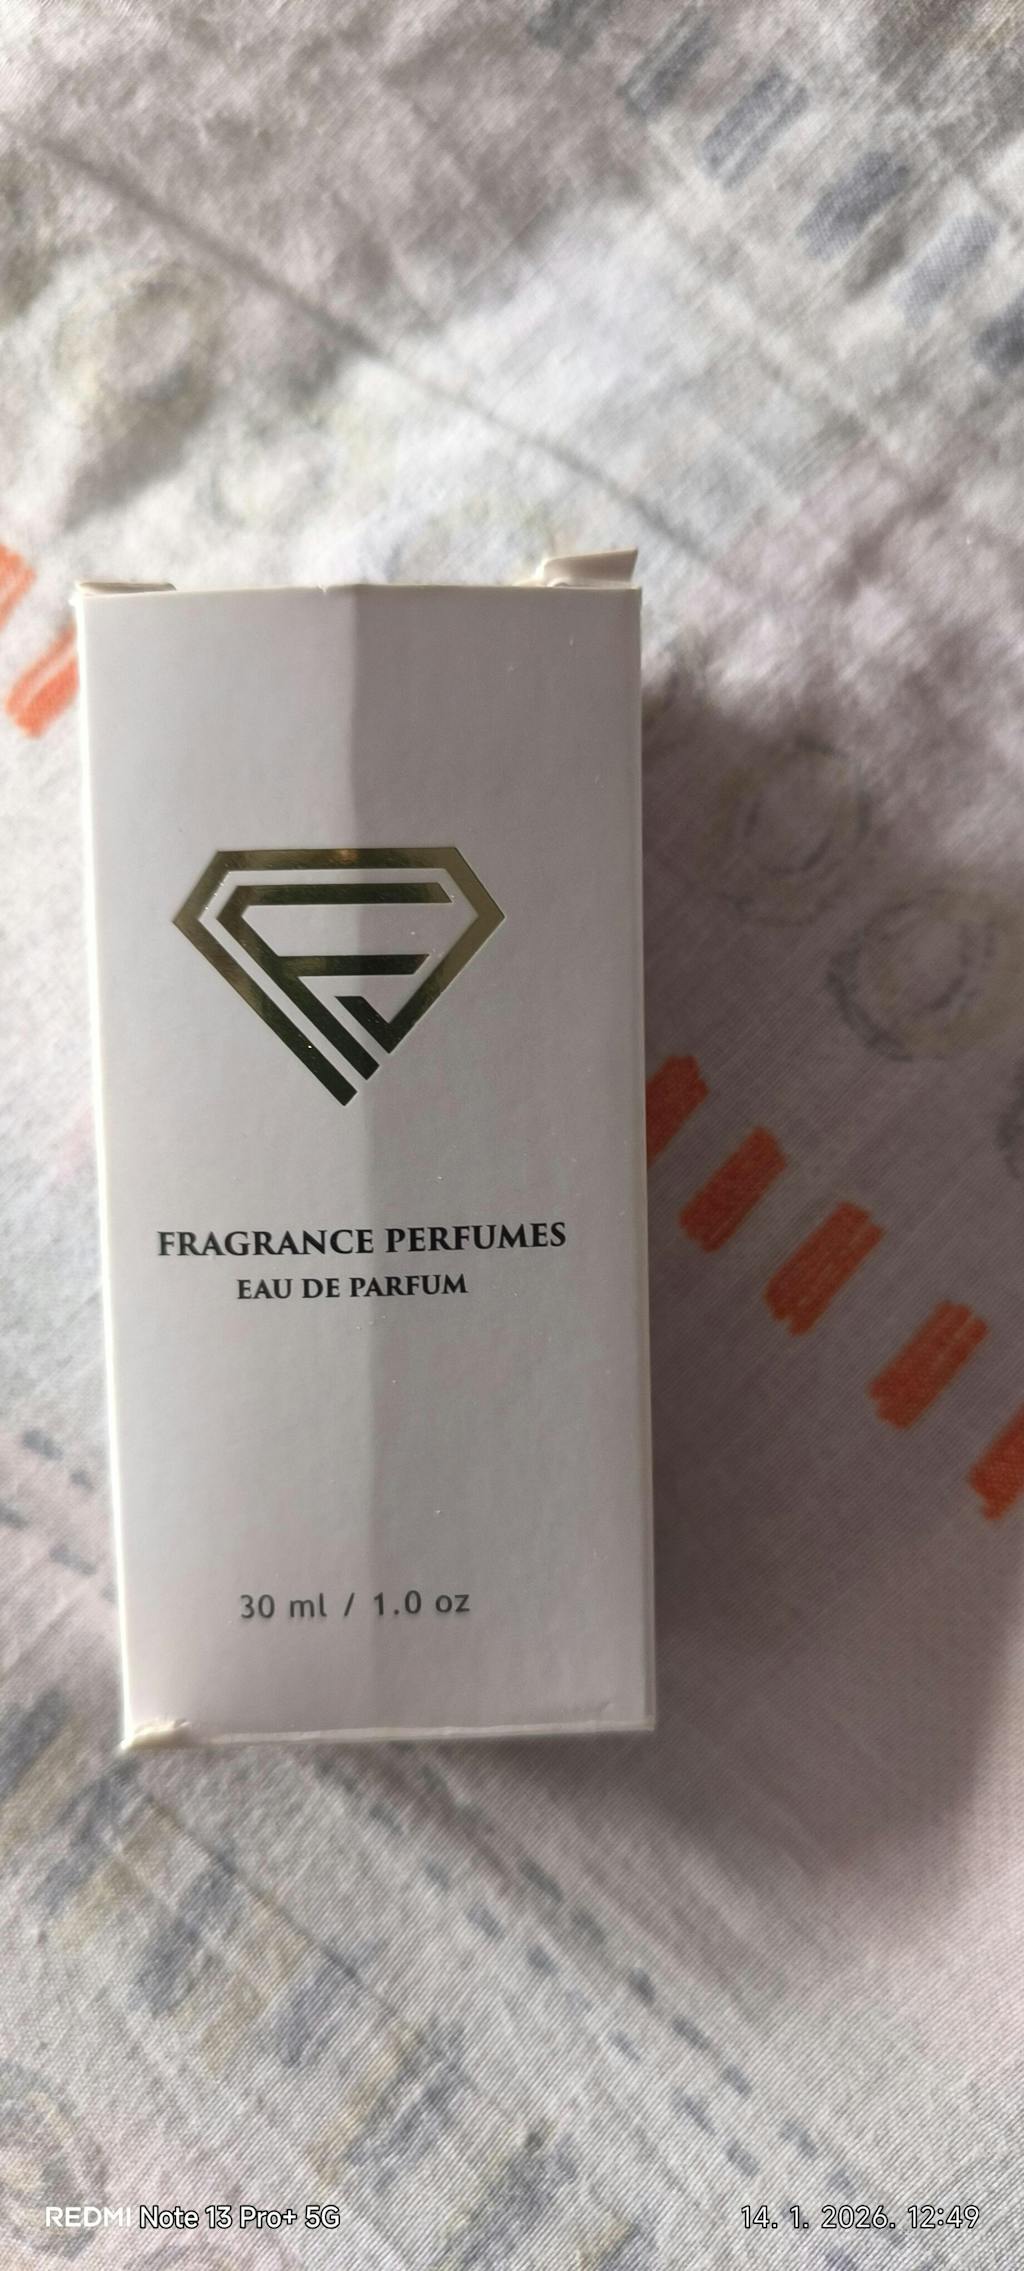 FRAGRANCE PERFUMES
EAU DE PARFUM
30 ml / 1.0 oz
REDMI Note 13 Pro+ 5G
14. 1. 2026. 12:49